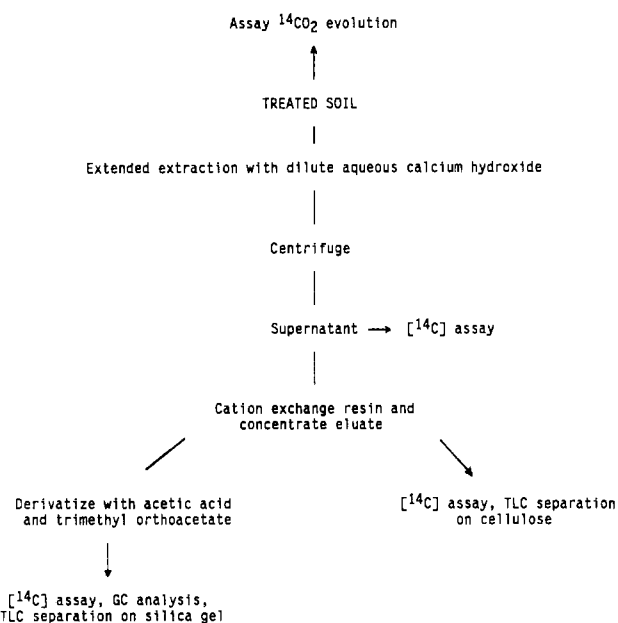 Assay ¹⁴CO₂ evolution
TREATED SOIL
Extended extraction with dilute aqueous calcium hydroxide
Centrifuge
Supernatant → [¹⁴C] assay
Cation exchange resin and
concentrate eluate
Derivatize with acetic acid
and trimethyl orthoacetate
[¹⁴C] assay, TLC separation
on cellulose
[¹⁴C] assay, GC analysis,
TLC separation on silica gel